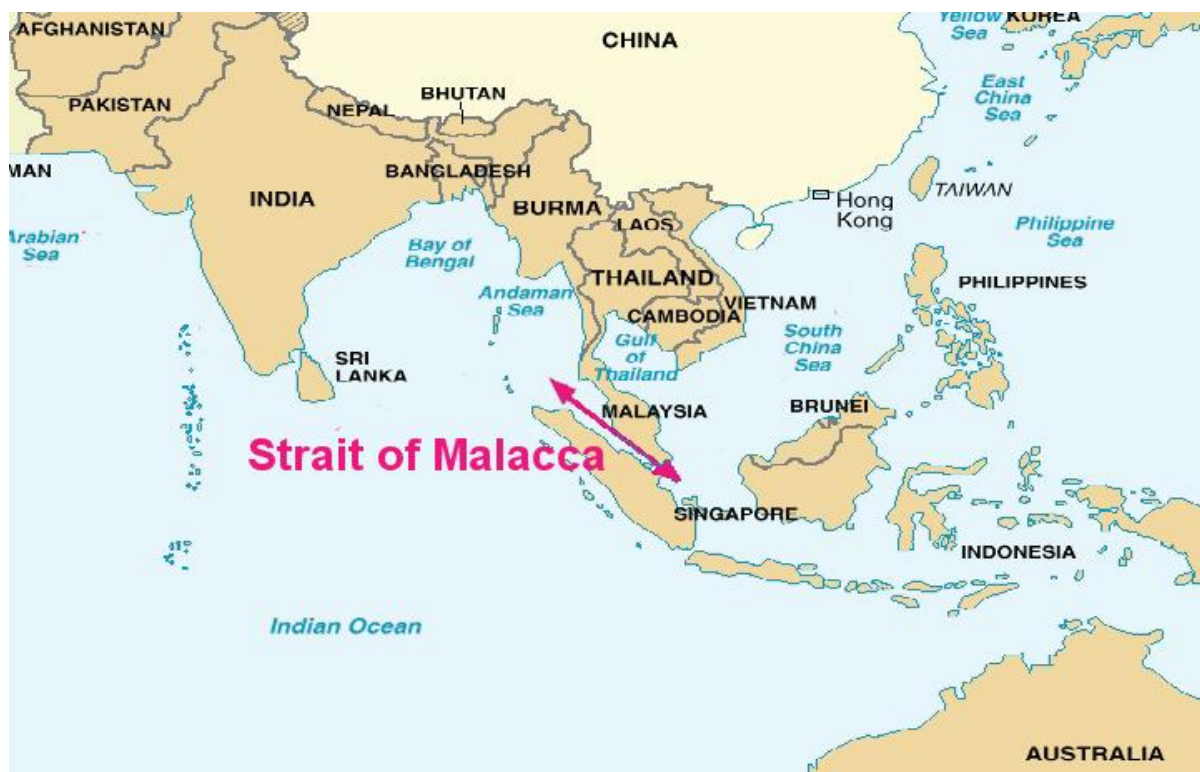 AFGHANISTAN
CHINA
Yellow
Sea
KOREA
East
China
Sea
PAKISTAN
NEPAL
BHUTAN
MAN
INDIA
BANGLADESH
BURMA
LAOS
Hong
Kong
TAIWAN
Arabian
Sea
Bay of
Bengal
Andaman
Sea
THAILAND
CAMBODIA
VIETNAM
Philippine
Sea
PHILIPPINES
Gulf
of
Thailand
South
China
Sea
SRI
LANKA
MALAYSIA
BRUNEI
Strait of Malacca
SINGAPORE
INDONESIA
Indian Ocean
AUSTRALIA